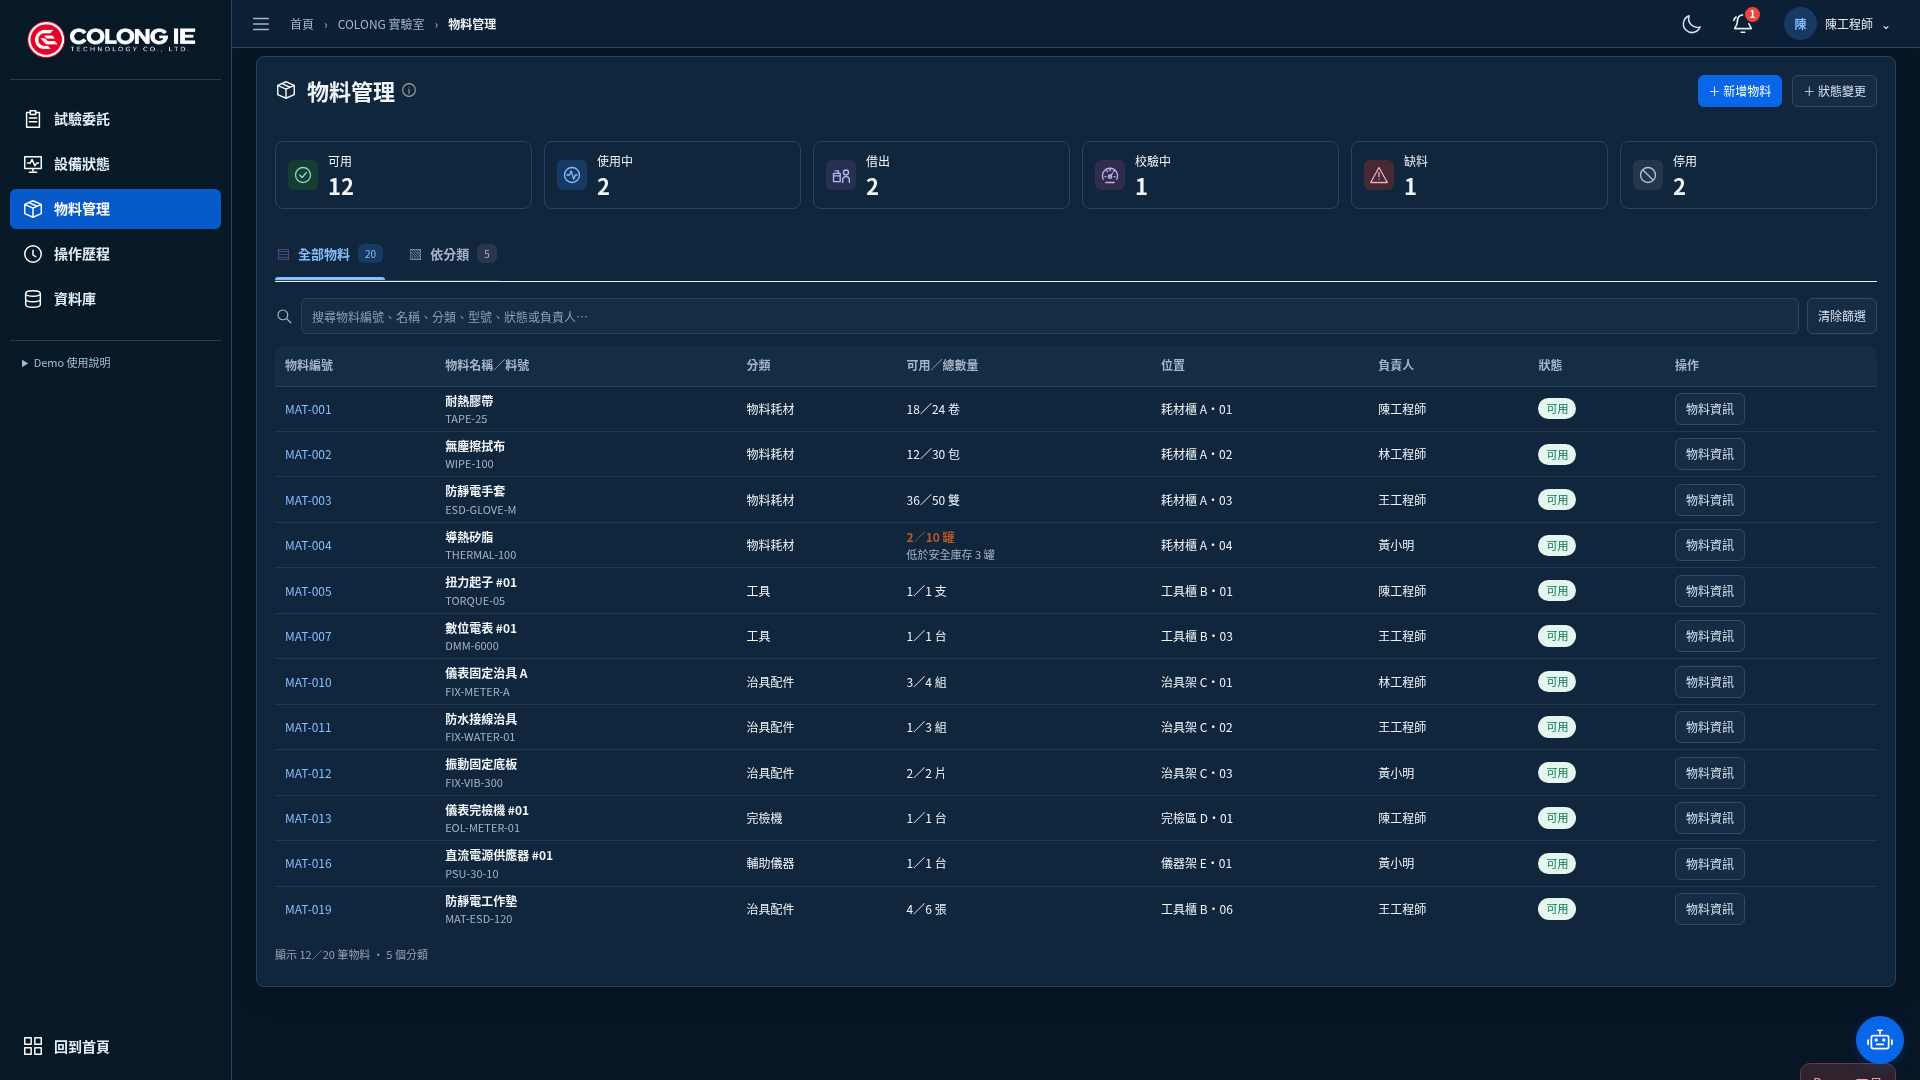 COLONG IE
TECHNOLOGY CO., LTD.
試驗委託
設備狀態
物料管理
操作歷程
資料庫
Demo 使用說明
回到首頁
首頁 › COLONG 實驗室 › 物料管理
1
陳 陳工程師
物料管理
新增物料
狀態變更
可用
12
使用中
2
借出
2
校驗中
1
缺料
1
停用
2
全部物料 20
依分類 5
搜尋物料編號、名稱、分類、型號、狀態或負責人…
清除篩選
物料編號 物料名稱／料號 分類 可用／總數量 位置 負責人 狀態 操作
MAT-001 耐熱膠帶 TAPE-25 物料耗材 18／24 卷 耗材櫃 A・01 陳工程師 可用 物料資訊
MAT-002 無塵擦拭布 WIPE-100 物料耗材 12／30 包 耗材櫃 A・02 林工程師 可用 物料資訊
MAT-003 防靜電手套 ESD-GLOVE-M 物料耗材 36／50 雙 耗材櫃 A・03 王工程師 可用 物料資訊
MAT-004 導熱矽脂 THERMAL-100 物料耗材 2／10 罐 低於安全庫存 3 罐 耗材櫃 A・04 黃小明 可用 物料資訊
MAT-005 扭力起子 #01 TORQUE-05 工具 1／1 支 工具櫃 B・01 陳工程師 可用 物料資訊
MAT-007 數位電表 #01 DMM-6000 工具 1／1 台 工具櫃 B・03 王工程師 可用 物料資訊
MAT-010 儀表固定治具 A FIX-METER-A 治具配件 3／4 組 治具架 C・01 林工程師 可用 物料資訊
MAT-011 防水接線治具 FIX-WATER-01 治具配件 1／3 組 治具架 C・02 王工程師 可用 物料資訊
MAT-012 振動固定底板 FIX-VIB-300 治具配件 2／2 片 治具架 C・03 黃小明 可用 物料資訊
MAT-013 儀表完檢機 #01 EOL-METER-01 完檢機 1／1 台 完檢區 D・01 陳工程師 可用 物料資訊
MAT-016 直流電源供應器 #01 PSU-30-10 輔助儀器 1／1 台 儀器架 E・01 黃小明 可用 物料資訊
MAT-019 防靜電工作墊 MAT-ESD-120 治具配件 4／6 張 工具櫃 B・06 王工程師 可用 物料資訊
顯示 12／20 筆物料 ・ 5 個分類